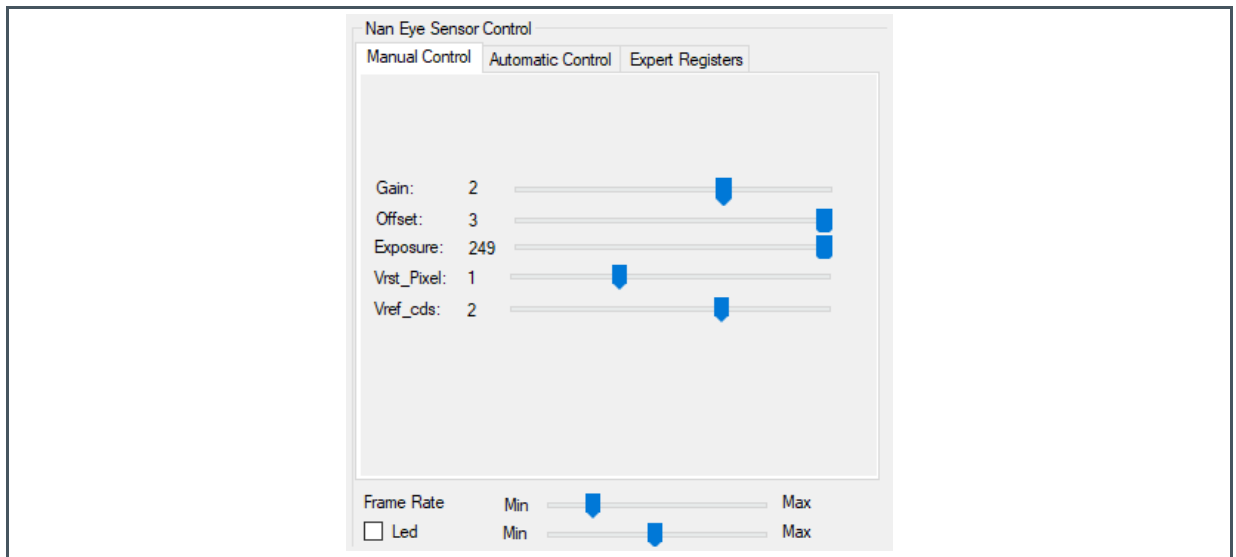 Nan Eye Sensor Control
Manual Control Automatic Control Expert Registers
Gain: 2
Offset: 3
Exposure: 249
Vrst_Pixel: 1
Vref_cds: 2
Frame Rate Min Max
Led Min Max